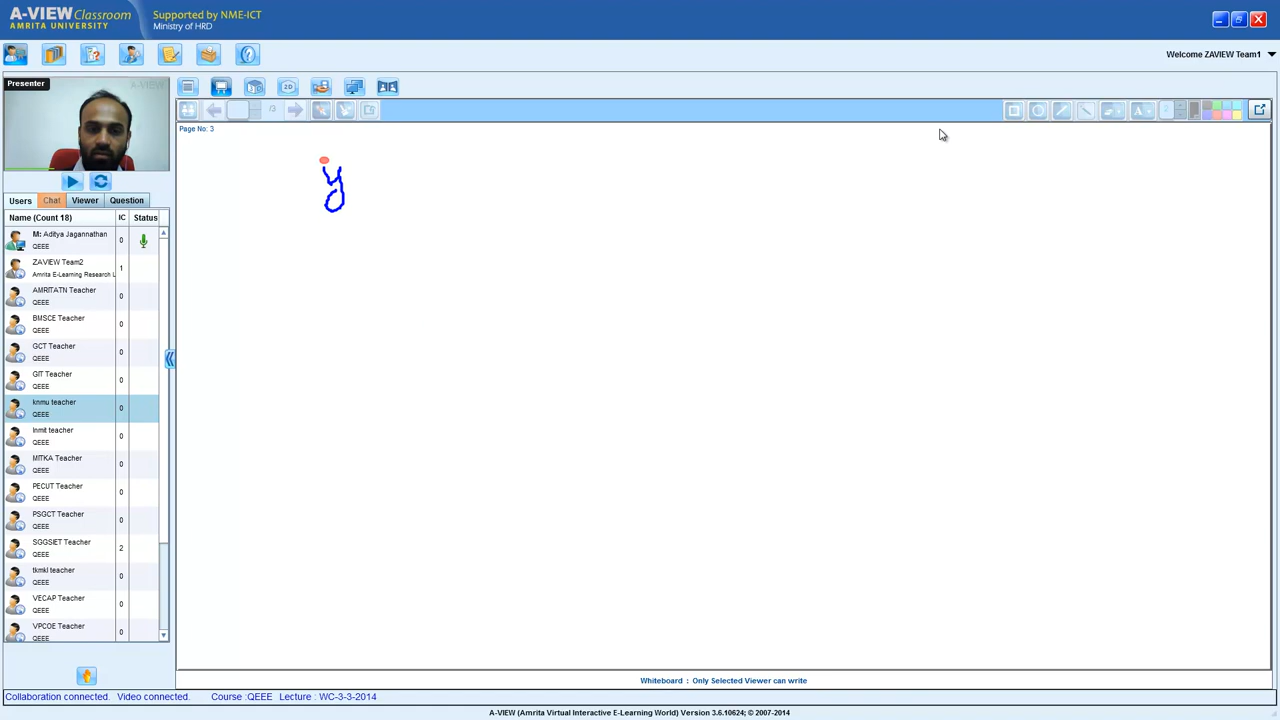 A-VIEW Classroom
AMRITA UNIVERSITY
Supported by NME-ICT
Ministry of HRD
Welcome ZAVIEW Team1
Presenter
A-VIEW
2D
/3
A
2
Page No: 3
y
Users Chat Viewer Question
Name (Count 18) IC Status
M: Aditya Jagannathan 0
QEEE
ZAVIEW Team2 1
Amrita E-Learning Research L
AMRITATN Teacher 0
QEEE
BMSCE Teacher 0
QEEE
GCT Teacher 0
QEEE
GIT Teacher 0
QEEE
knmu teacher 0
QEEE
lnmit teacher 0
QEEE
MITKA Teacher 0
QEEE
PECUT Teacher 0
QEEE
PSGCT Teacher 0
QEEE
SGGSIET Teacher 2
QEEE
tkmkl teacher 0
QEEE
VECAP Teacher 0
QEEE
VPCOE Teacher 0
QEEE
Whiteboard : Only Selected Viewer can write
Collaboration connected. Video connected. Course :QEEE Lecture : WC-3-3-2014
A-VIEW (Amrita Virtual Interactive E-Learning World) Version 3.6.10624; © 2007-2014